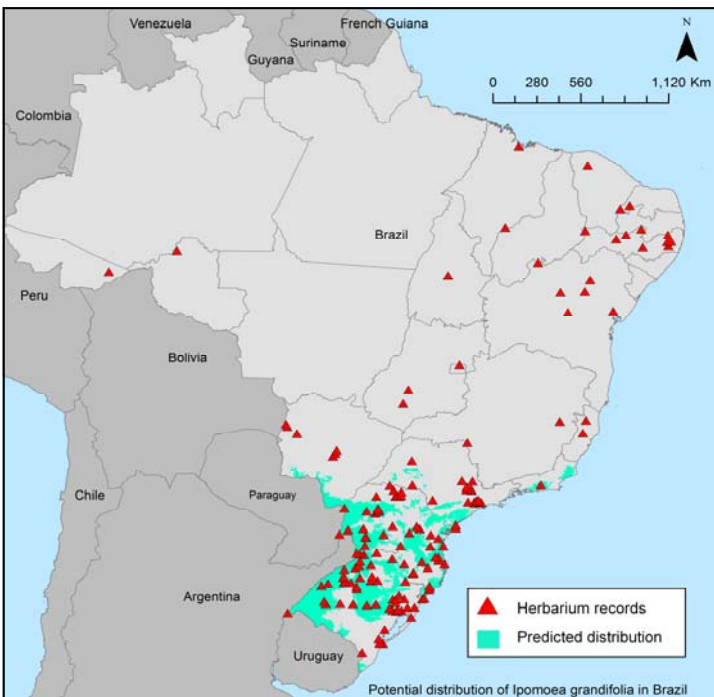 Venezuela
French Guiana
Suriname
Guyana
N
0 280 560 1,120 Km
Colombia
Brazil
Peru
Bolivia
Paraguay
Chile
Argentina
Uruguay
Herbarium records
Predicted distribution
Potential distribution of Ipomoea grandifolia in Brazil